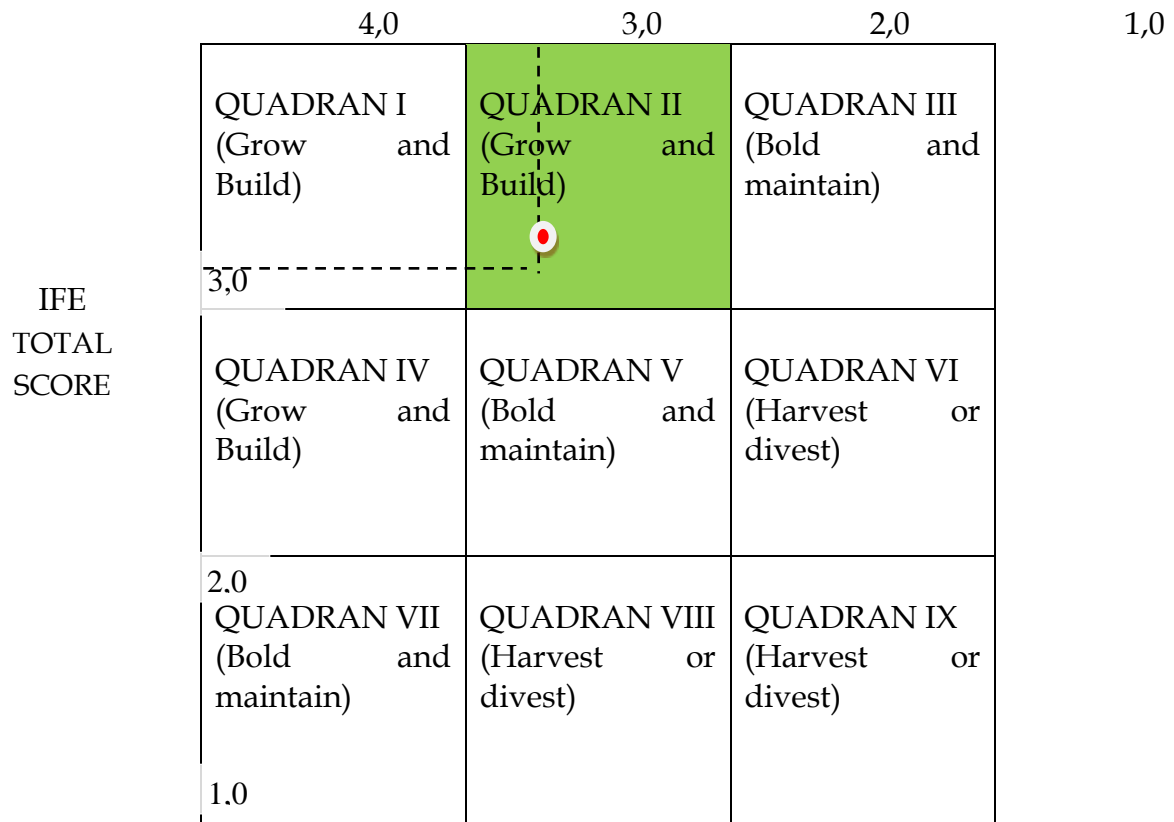 4,0 3,0 2,0 1,0
QUADRAN I
(Grow and
Build)
QUADRAN II
(Grow and
Build)
QUADRAN III
(Bold and
maintain)
3,0
IFE
TOTAL
SCORE
QUADRAN IV
(Grow and
Build)
QUADRAN V
(Bold and
maintain)
QUADRAN VI
(Harvest or
divest)
2,0
QUADRAN VII
(Bold and
maintain)
QUADRAN VIII
(Harvest or
divest)
QUADRAN IX
(Harvest or
divest)
1,0